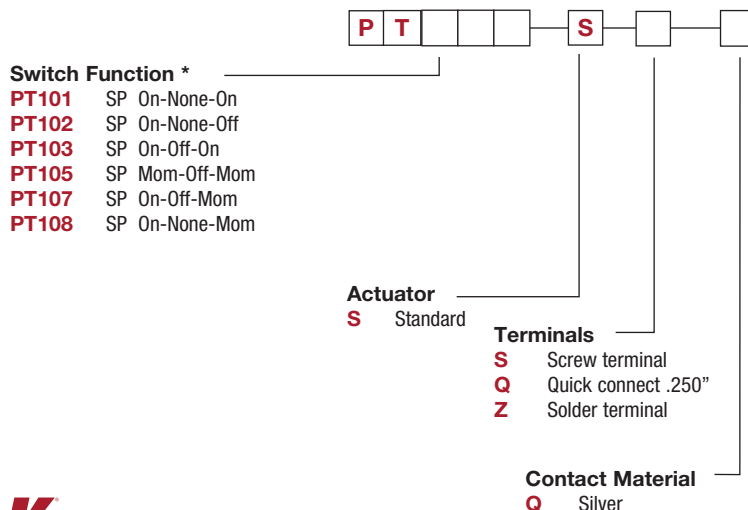 P T S
Switch Function *
PT101 SP On-None-On
PT102 SP On-None-Off
PT103 SP On-Off-On
PT105 SP Mom-Off-Mom
PT107 SP On-Off-Mom
PT108 SP On-None-Mom
Actuator
S Standard
Terminals
S Screw terminal
Q Quick connect .250”
Z Solder terminal
Contact Material
Q Silver